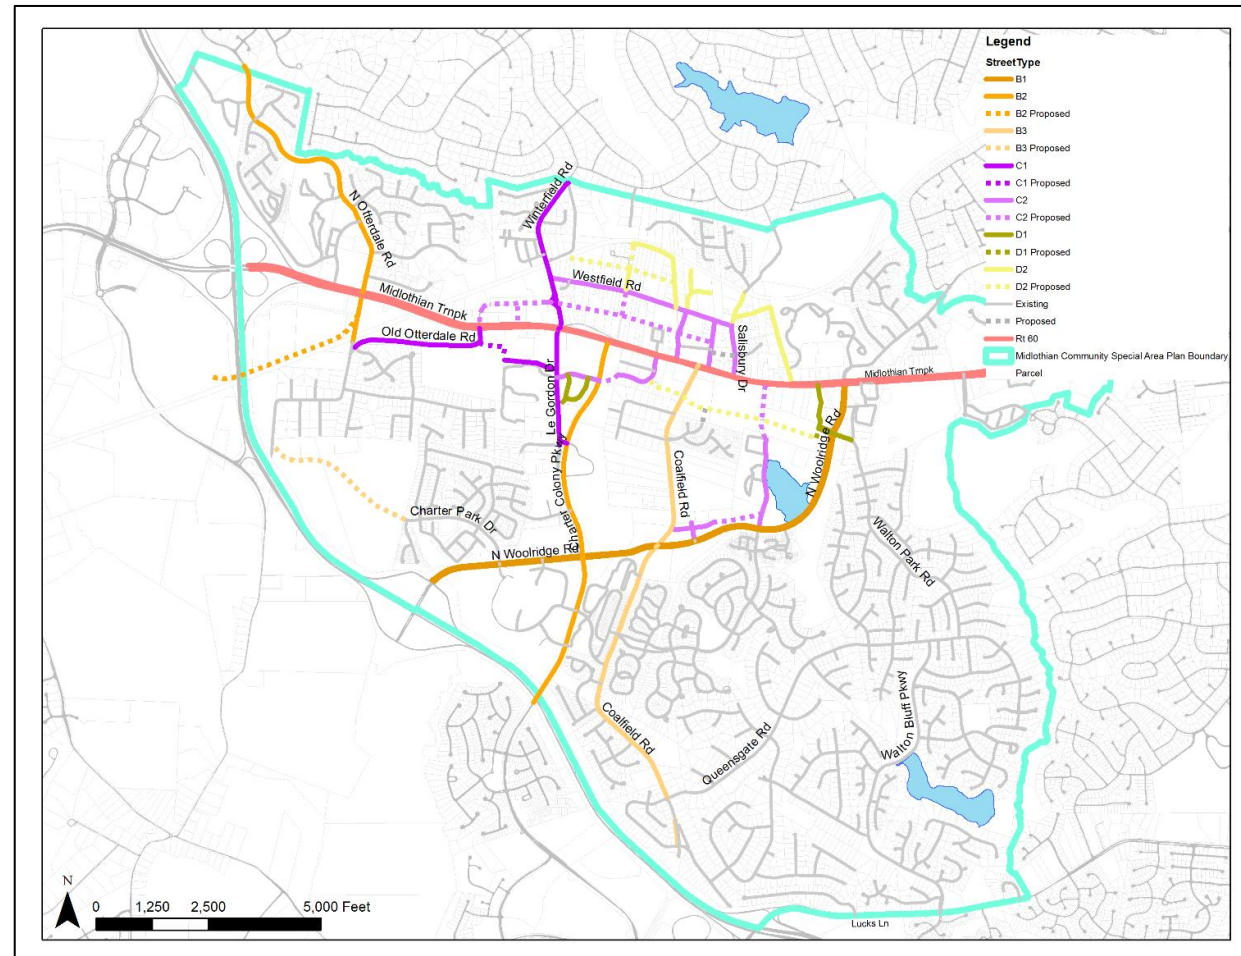 Legend
StreetType
B1
B2
B2 Proposed
B3
B3 Proposed
C1
C1 Proposed
C2
C2 Proposed
D1
D1 Proposed
D2
D2 Proposed
Existing
Proposed
Rt 60
Midlothian Community Special Area Plan Boundary
Parcel
Winterfield Rd
N Otterdale Rd
Westfield Rd
Midlothian Trnpk
Old Otterdale Rd
Salisbury Dr
Midlothian Trnpk
Le Gordon Dr
N Woolridge Rd
Charter Colony Pkwy
Coalfield Rd
Charter Park Dr
N Woolridge Rd
Walton Park Rd
Walton Bluff Pkwy
Coalfield Rd
Queensgate Rd
N
0 1,250 2,500 5,000 Feet
Lucks Ln